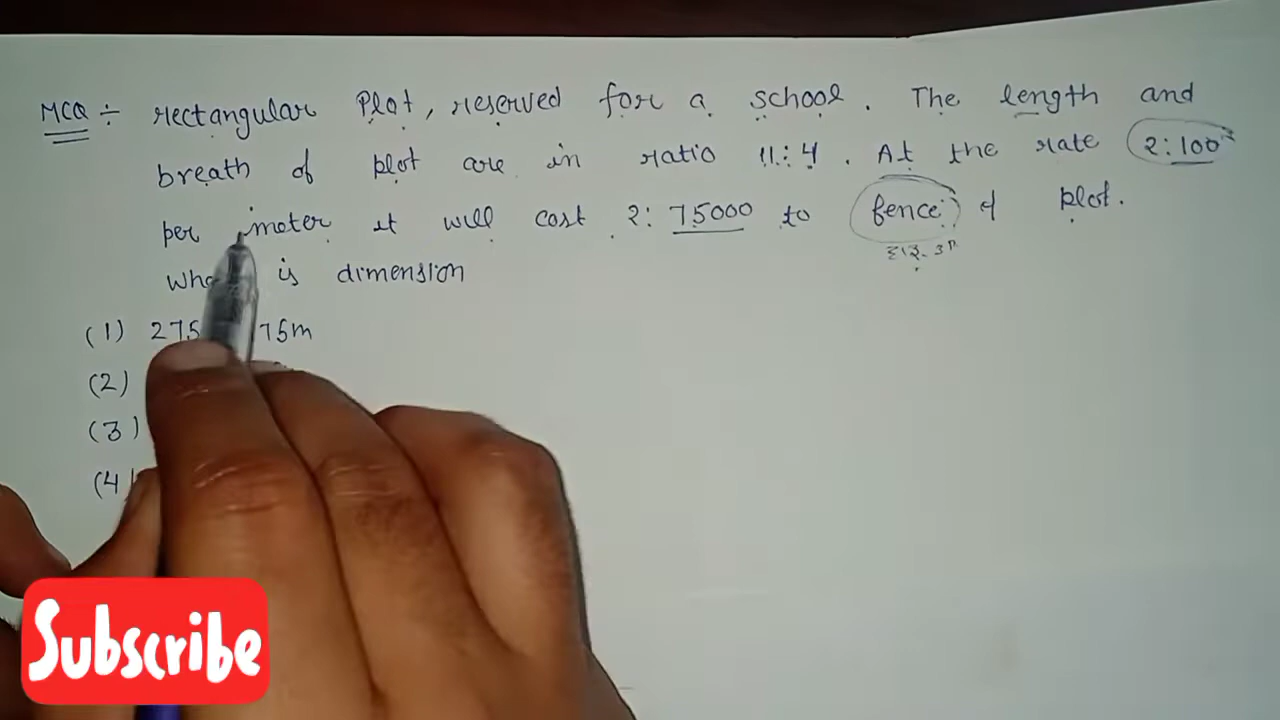 MCQ ÷ rectangular Plot, reserved for a school. The length and
breath of plot are in ratio 11:4. At the rate 2:100
per meter it will cost 2: 75000 to fence of plot.
is dimension
(1) 275 75m
(2)
(3)
(4)
Subscribe